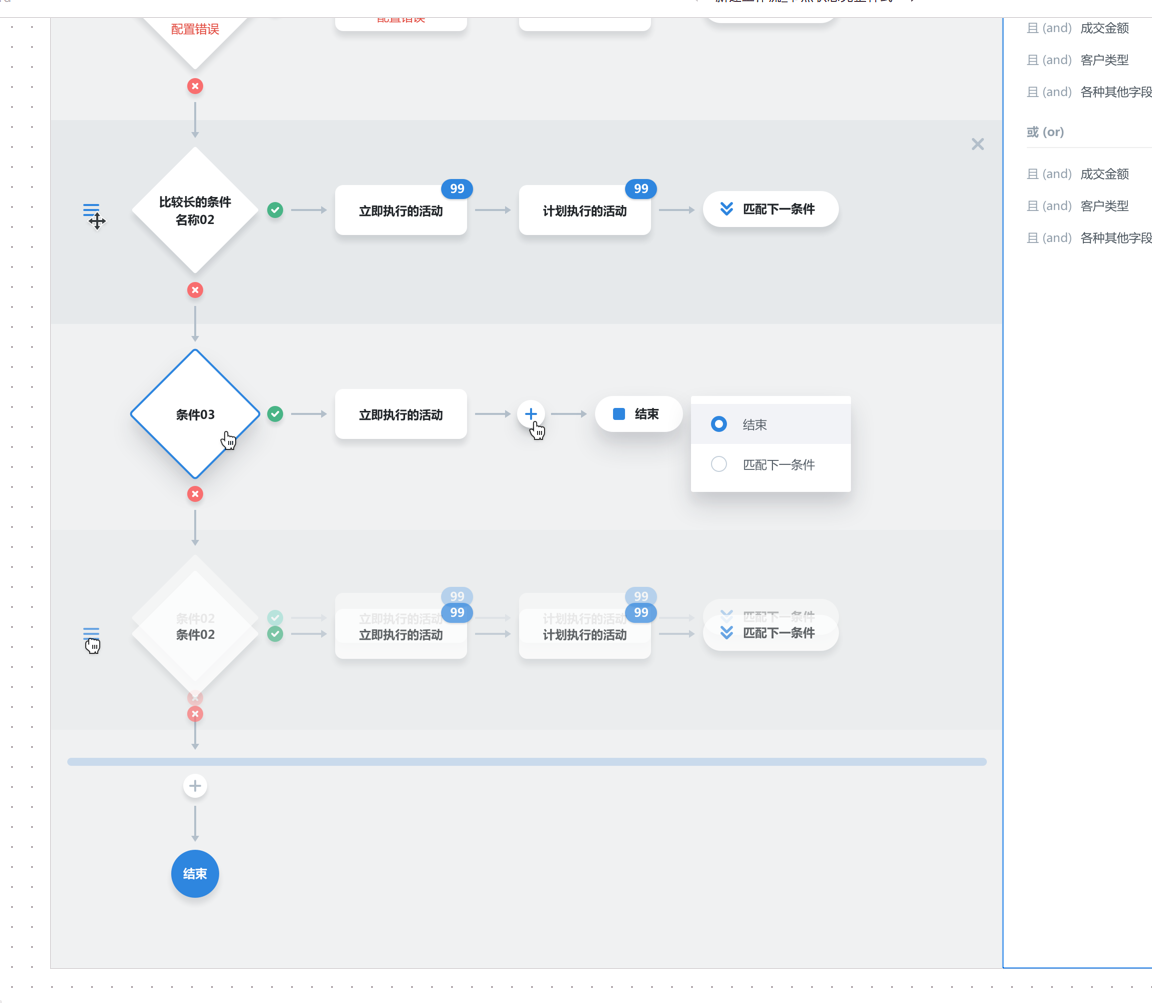 配置错误
配置错误
且 (and) 成交金额
且 (and) 客户类型
且 (and) 各种其他字段
或 (or)
且 (and) 成交金额
且 (and) 客户类型
且 (and) 各种其他字段
比较长的条件
名称02
立即执行的活动
99
计划执行的活动
99
匹配下一条件
条件03
立即执行的活动
结束
结束
匹配下一条件
条件02
立即执行的活动
99
计划执行的活动
99
匹配下一条件
条件02
立即执行的活动
99
计划执行的活动
99
匹配下一条件
结束